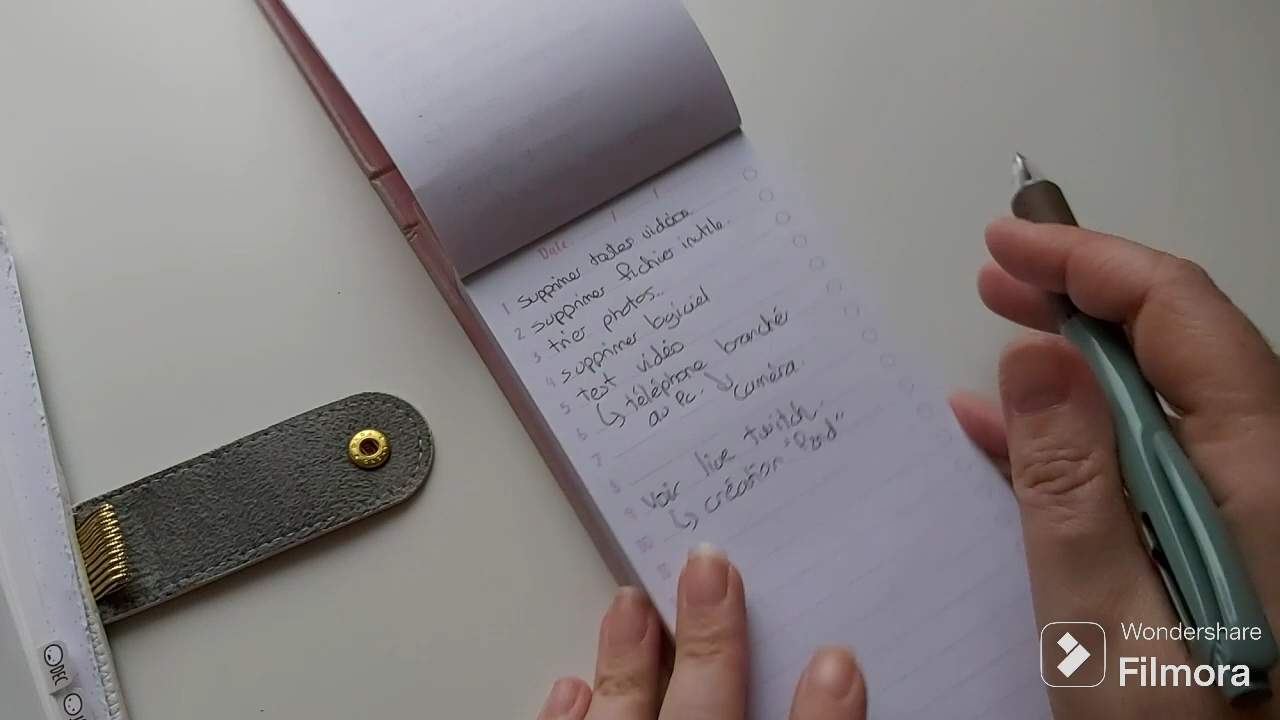 Date. / /
1 supprimer toutes vidéos
2 supprimer fichier inutile.
3 trier photos...
4 supprimer logiciel
5 test vidéo
6 ↳ téléphone branché
au Pc. ↘ caméra.
7
8
9 voir live twitch.
10 ↳ création "Pod"
11
DEC
Wondershare
Filmora